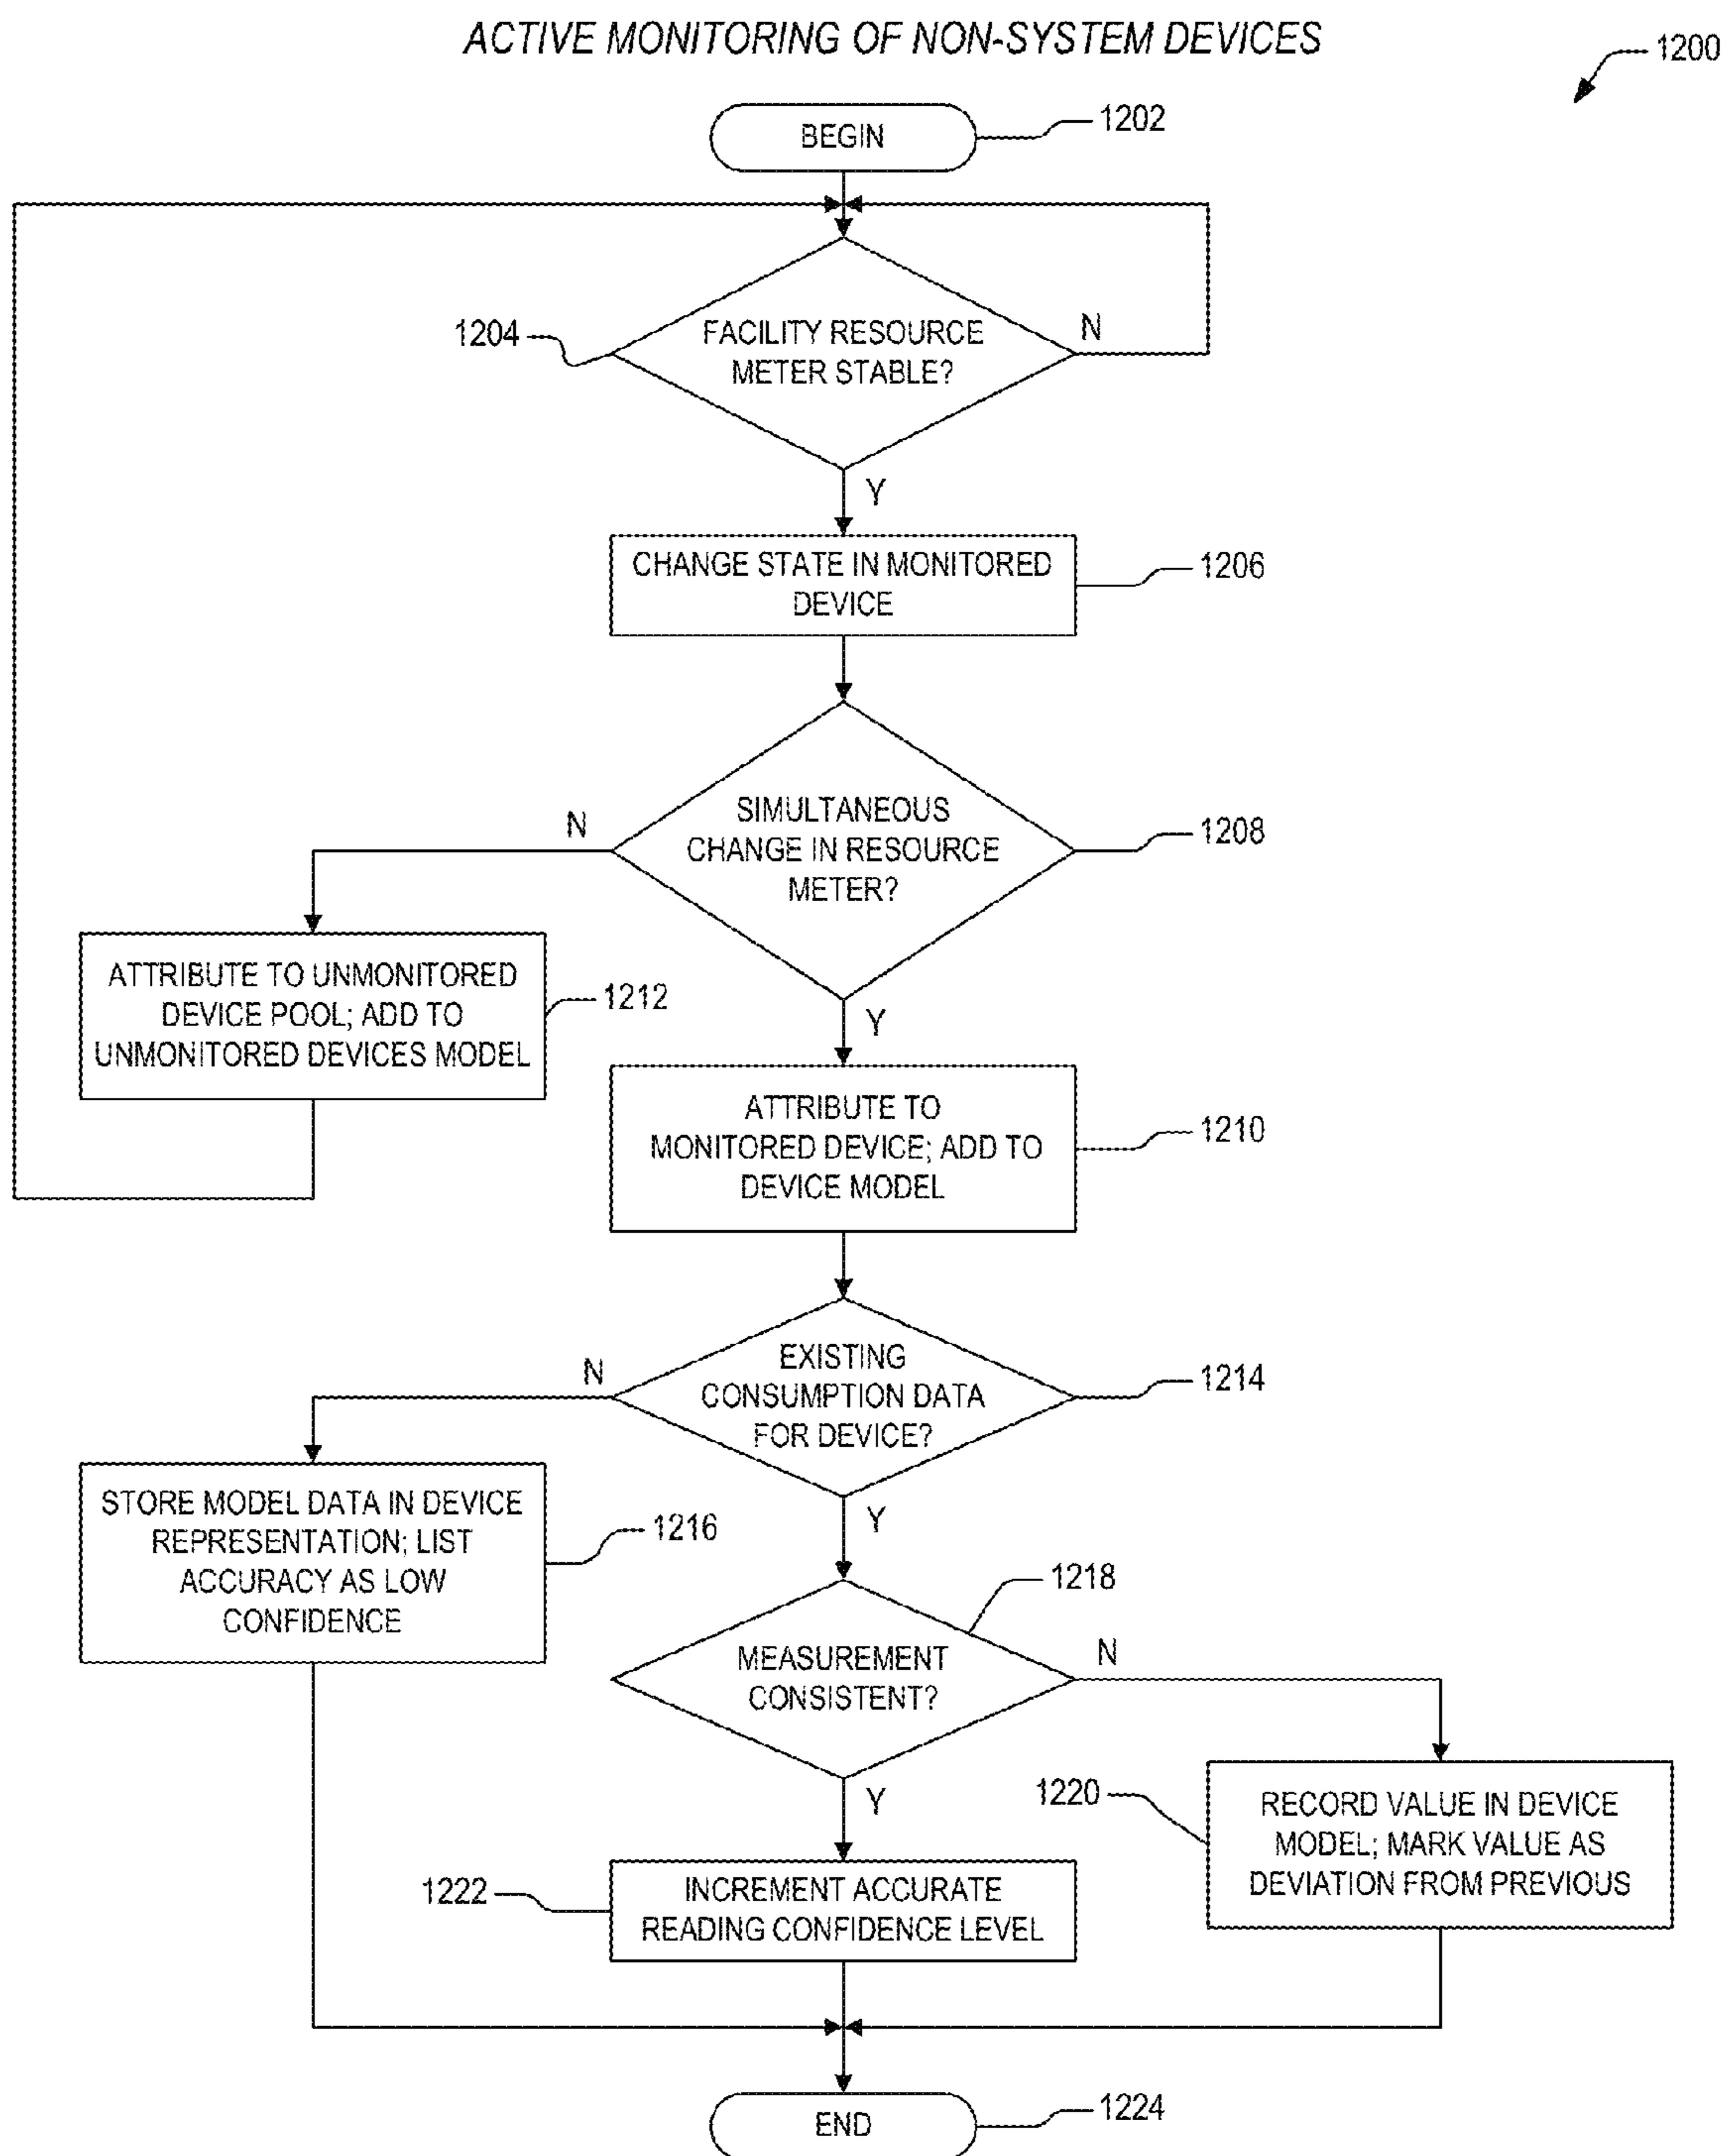 ACTIVE MONITORING OF NON-SYSTEM DEVICES
1200
BEGIN
1202
1204
FACILITY RESOURCE
METER STABLE?
N
Y
CHANGE STATE IN MONITORED
DEVICE
1206
SIMULTANEOUS
CHANGE IN RESOURCE
METER?
1208
N
Y
ATTRIBUTE TO UNMONITORED
DEVICE POOL; ADD TO
UNMONITORED DEVICES MODEL
1212
ATTRIBUTE TO
MONITORED DEVICE; ADD TO
DEVICE MODEL
1210
EXISTING
CONSUMPTION DATA
FOR DEVICE?
1214
N
Y
STORE MODEL DATA IN DEVICE
REPRESENTATION; LIST
ACCURACY AS LOW
CONFIDENCE
1216
1218
MEASUREMENT
CONSISTENT?
N
Y
1220
RECORD VALUE IN DEVICE
MODEL; MARK VALUE AS
DEVIATION FROM PREVIOUS
1222
INCREMENT ACCURATE
READING CONFIDENCE LEVEL
END
1224